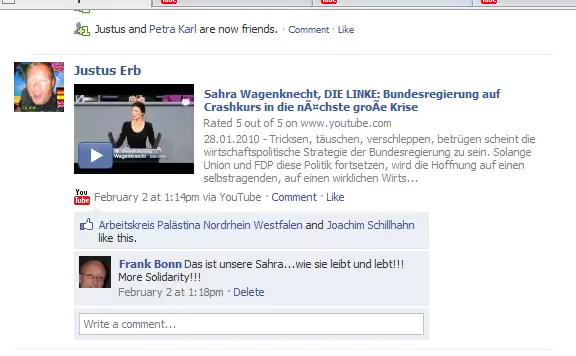 Justus and Petra Karl are now friends. · Comment · Like
Justus Erb
Sahra Wagenknecht, DIE LINKE: Bundesregierung auf
Crashkurs in die nÃ¤chste groÃe Krise
Rated 5 out of 5 on www.youtube.com
28.01.2010 - Tricksen, täuschen, verschleppen, betrügen scheint die
wirtschaftspolitische Strategie der Bundesregierung zu sein. Solange
Union und FDP diese Politik fortsetzen, wird die Hoffnung auf einen
selbstragenden, auf einen wirklichen Wirts...
Wagenknecht
You
Tube
February 2 at 1:14pm via YouTube · Comment · Like
Arbeitskreis Palästina Nordrhein Westfalen and Joachim Schillhahn
like this.
Frank Bonn Das ist unsere Sahra...wie sie leibt und lebt!!!
More Solidarity!!!
February 2 at 1:18pm · Delete
Write a comment...